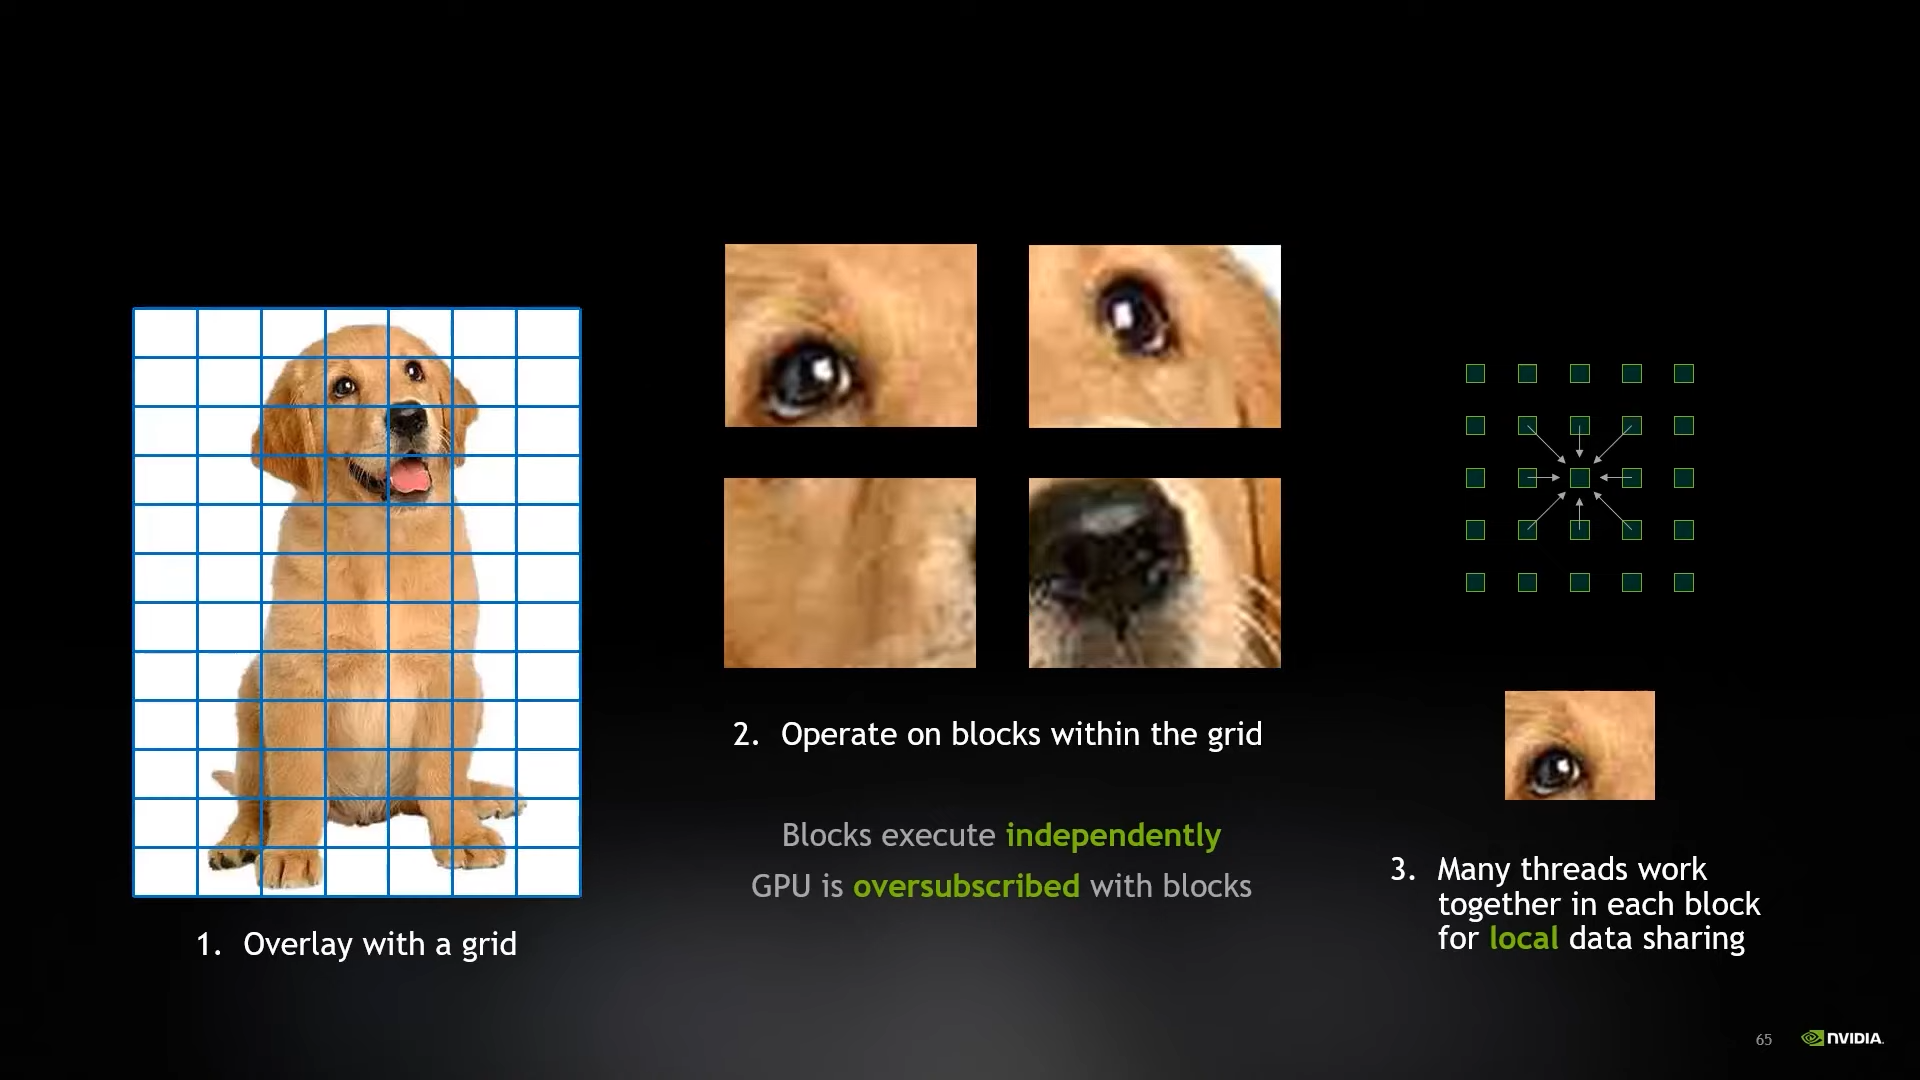 1. Overlay with a grid
2. Operate on blocks within the grid
Blocks execute independently
GPU is oversubscribed with blocks
3. Many threads work
together in each block
for local data sharing
65
NVIDIA.